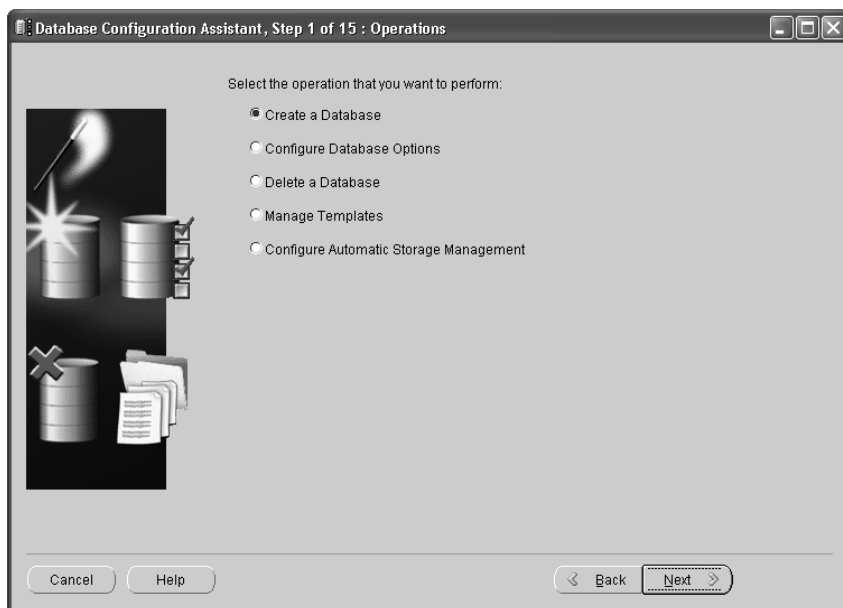 Database Configuration Assistant, Step 1 of 15 : Operations
Select the operation that you want to perform:
Create a Database
Configure Database Options
Delete a Database
Manage Templates
Configure Automatic Storage Management
Cancel
Help
Back
Next